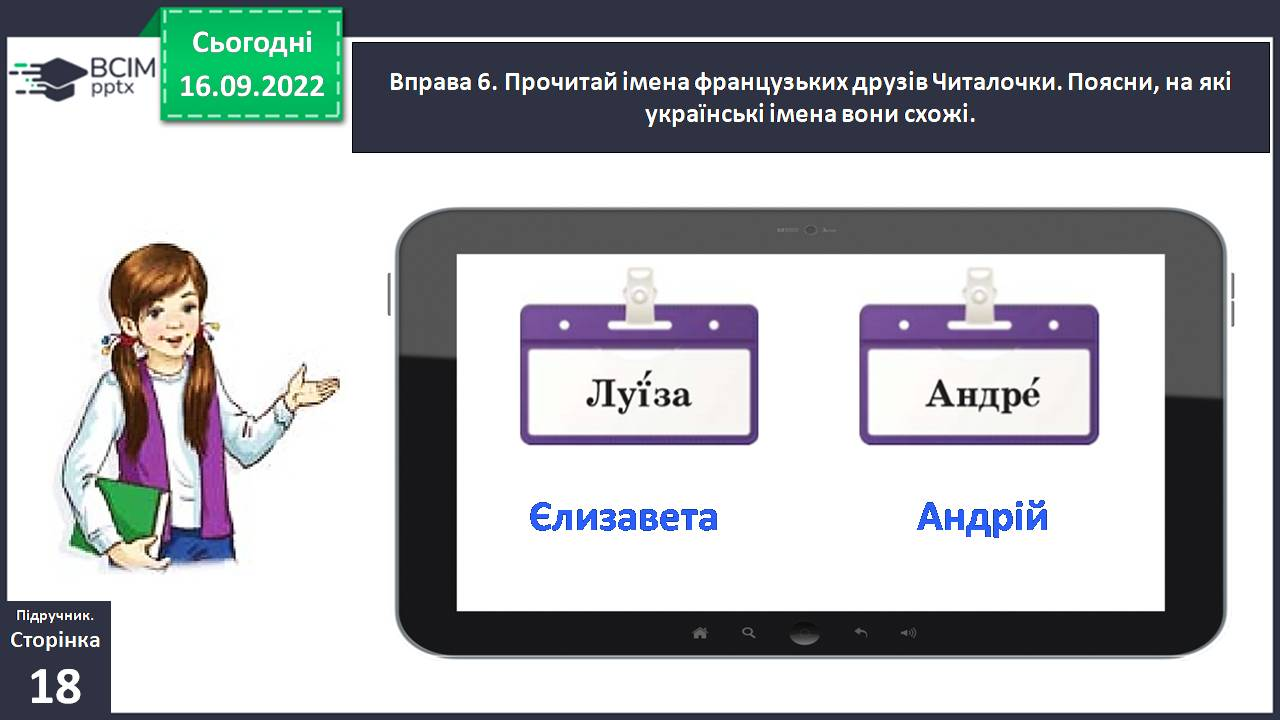 Сьогодні
16.09.2022
ВСІМ
pptx
Вправа 6. Прочитай імена французьких друзів Читалочки. Поясни, на які
українські імена вони схожі.
Луї́за
Андре́
Єлизавета
Андрій
Підручник.
Сторінка
18